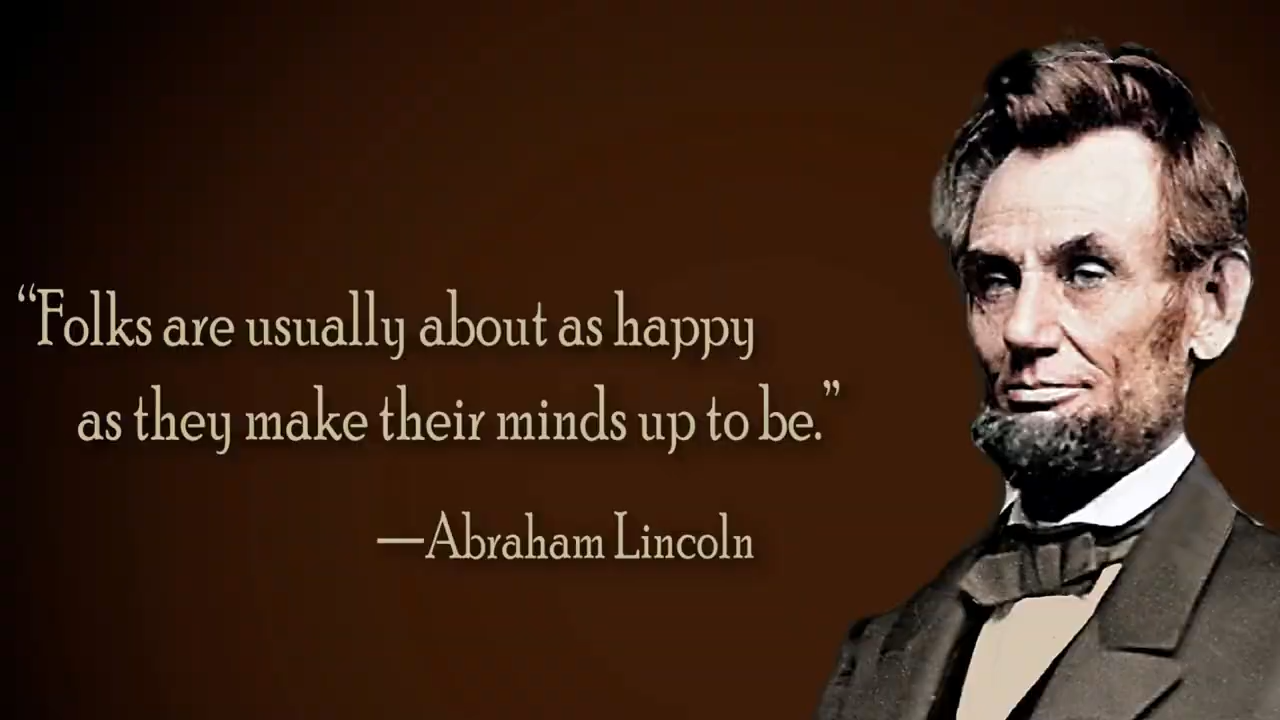 “Folks are usually about as happy
as they make their minds up to be.”
—Abraham Lincoln